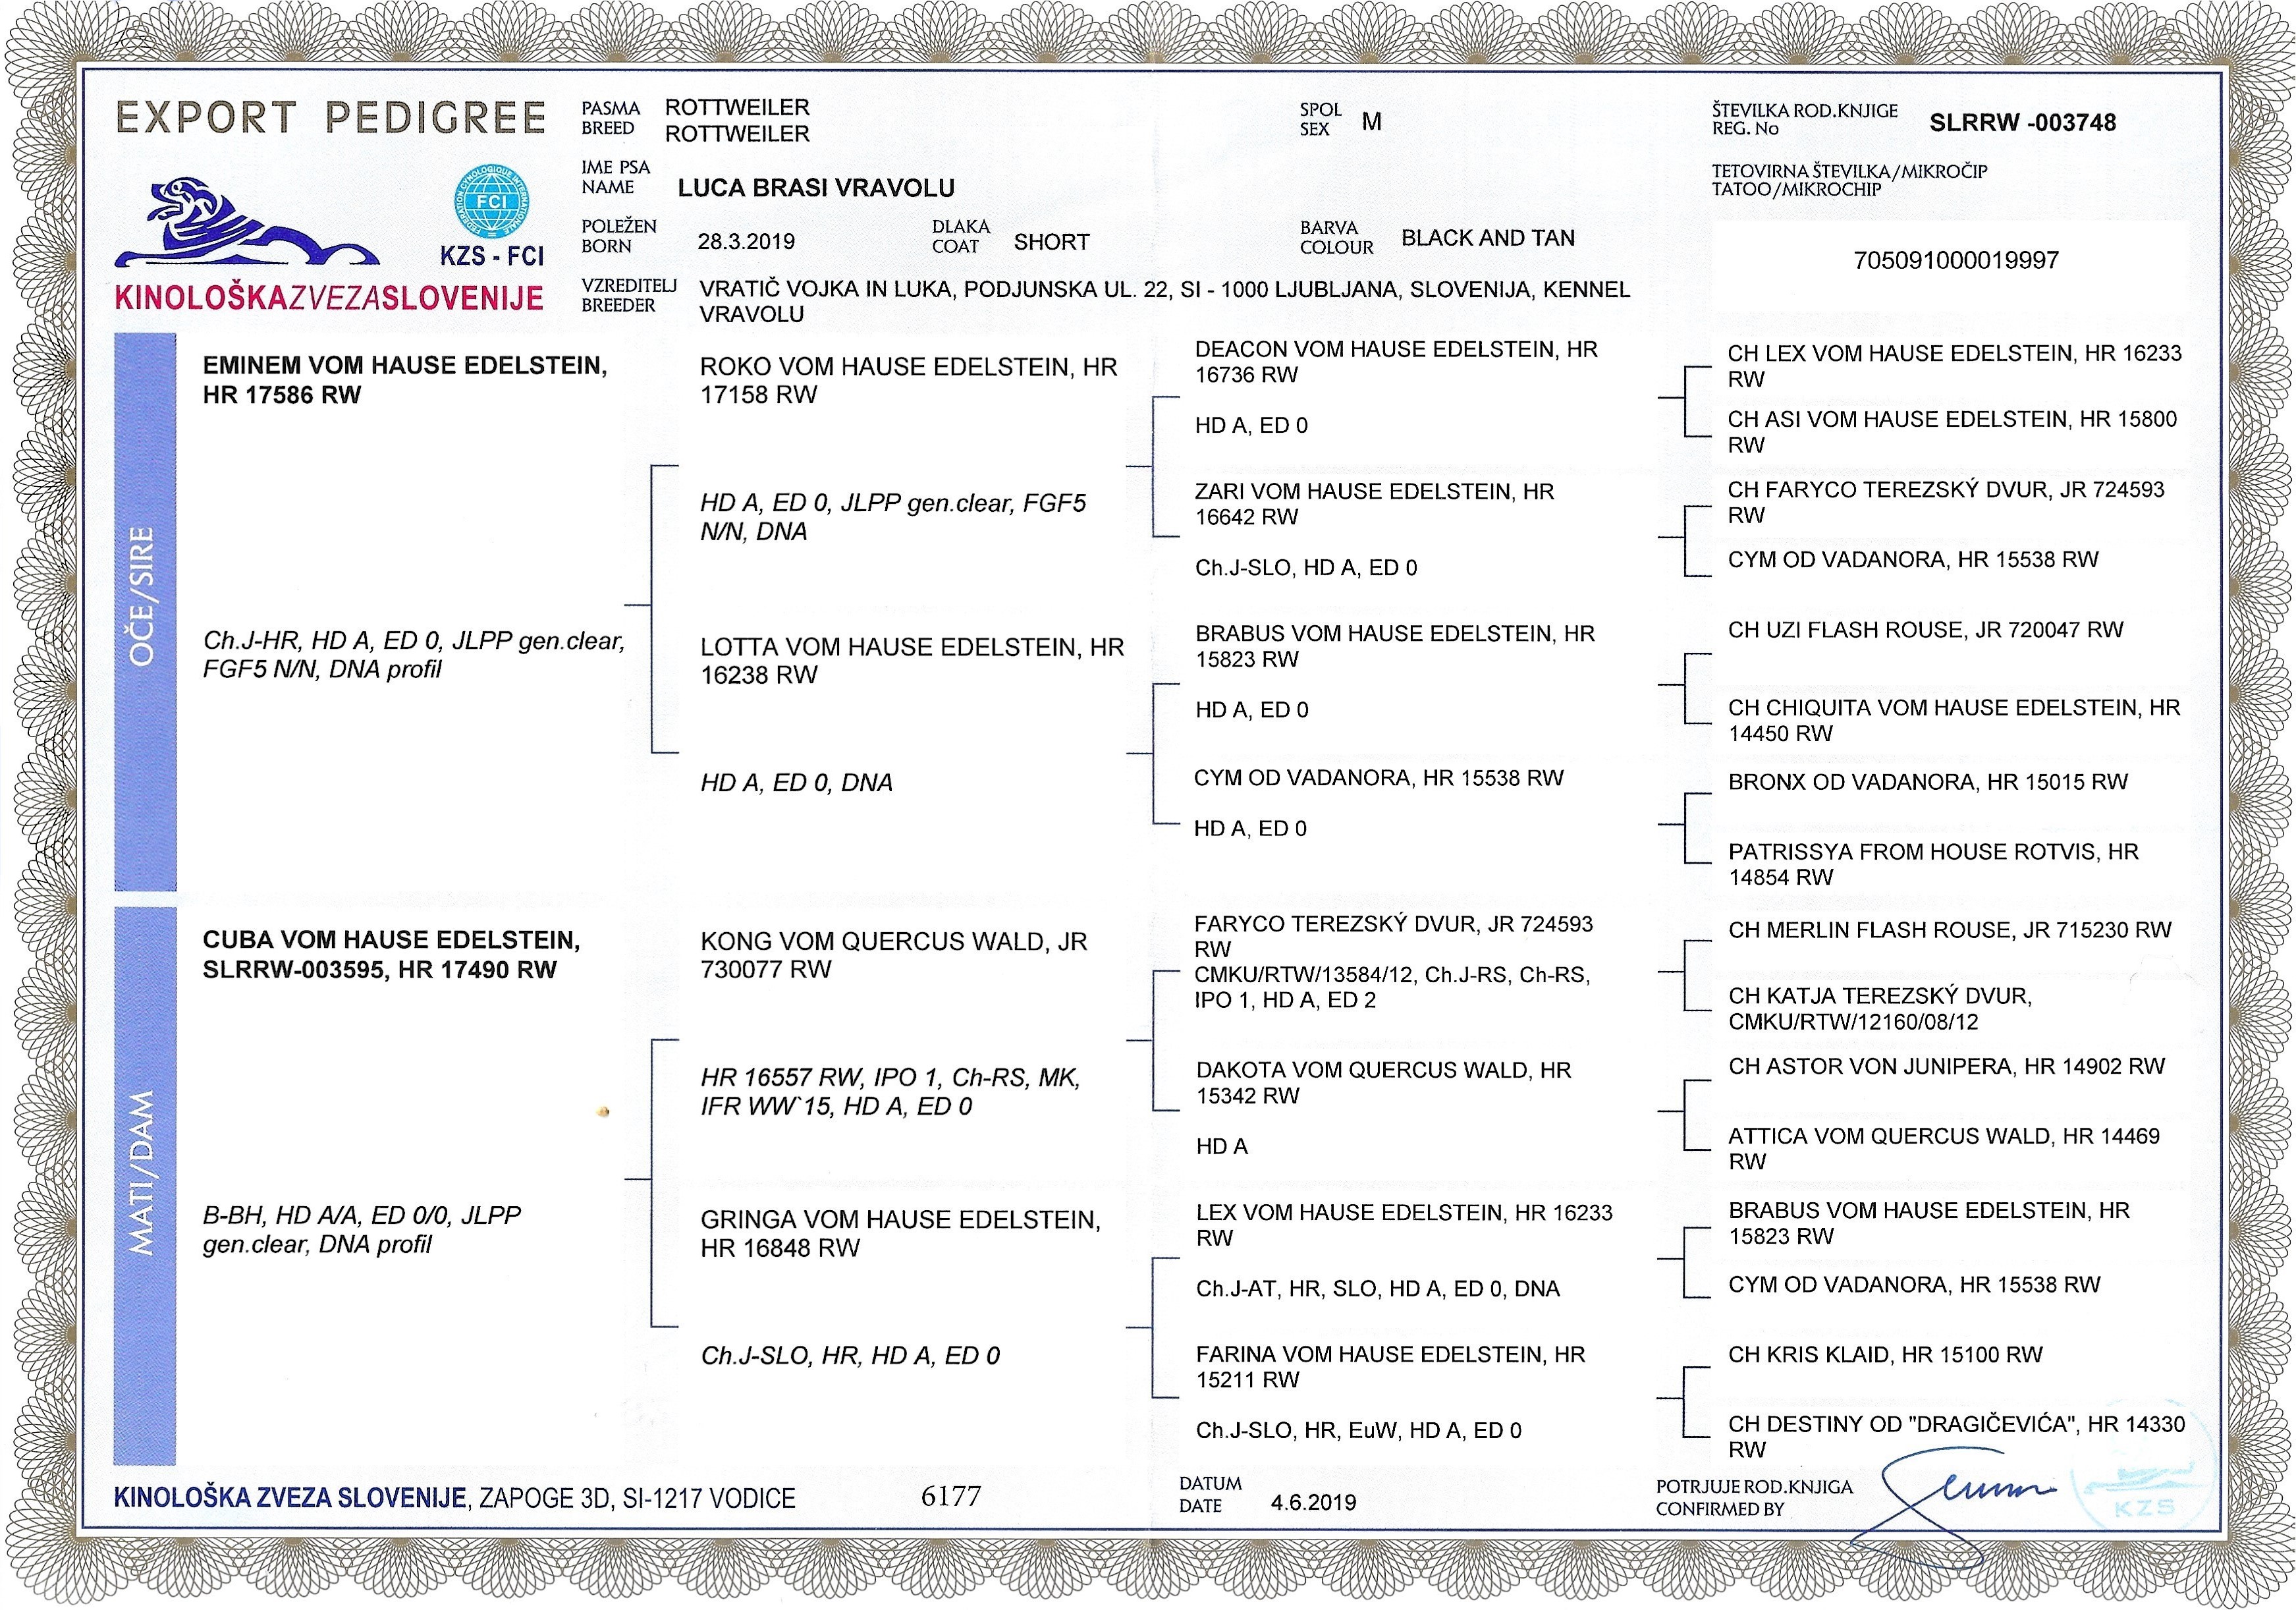 EXPORT PEDIGREE
KZS - FCI
FCI
FEDERATION CYNOLOGIQUE INTERNATIONALE
KINOLOŠKAZVEZASLOVENIJE
PASMA
BREED
ROTTWEILER
ROTTWEILER
IME PSA
NAME
LUCA BRASI VRAVOLU
POLEŽEN
BORN
28.3.2019
DLAKA
COAT
SHORT
SPOL
SEX
M
BARVA
COLOUR
BLACK AND TAN
VZREDITELJ
BREEDER
VRATIČ VOJKA IN LUKA, PODJUNSKA UL. 22, SI - 1000 LJUBLJANA, SLOVENIJA, KENNEL
VRAVOLU
ŠTEVILKA ROD.KNJIGE
REG. No
SLRRW -003748
TETOVIRNA ŠTEVILKA/MIKROČIP
TATOO/MIKROCHIP
705091000019997
OČE/SIRE
EMINEM VOM HAUSE EDELSTEIN,
HR 17586 RW
Ch.J-HR, HD A, ED 0, JLPP gen.clear,
FGF5 N/N, DNA profil
ROKO VOM HAUSE EDELSTEIN, HR
17158 RW
HD A, ED 0, JLPP gen.clear, FGF5
N/N, DNA
LOTTA VOM HAUSE EDELSTEIN, HR
16238 RW
HD A, ED 0, DNA
DEACON VOM HAUSE EDELSTEIN, HR
16736 RW
HD A, ED 0
ZARI VOM HAUSE EDELSTEIN, HR
16642 RW
Ch.J-SLO, HD A, ED 0
BRABUS VOM HAUSE EDELSTEIN, HR
15823 RW
HD A, ED 0
CYM OD VADANORA, HR 15538 RW
HD A, ED 0
CH LEX VOM HAUSE EDELSTEIN, HR 16233
RW
CH ASI VOM HAUSE EDELSTEIN, HR 15800
RW
CH FARYCO TEREZSKÝ DVUR, JR 724593
RW
CYM OD VADANORA, HR 15538 RW
CH UZI FLASH ROUSE, JR 720047 RW
CH CHIQUITA VOM HAUSE EDELSTEIN, HR
14450 RW
BRONX OD VADANORA, HR 15015 RW
PATRISSYA FROM HOUSE ROTVIS, HR
14854 RW
MATI/DAM
CUBA VOM HAUSE EDELSTEIN,
SLRRW-003595, HR 17490 RW
B-BH, HD A/A, ED 0/0, JLPP
gen.clear, DNA profil
KONG VOM QUERCUS WALD, JR
730077 RW
HR 16557 RW, IPO 1, Ch-RS, MK,
IFR WW`15, HD A, ED 0
GRINGA VOM HAUSE EDELSTEIN,
HR 16848 RW
Ch.J-SLO, HR, HD A, ED 0
FARYCO TEREZSKÝ DVUR, JR 724593
RW
CMKU/RTW/13584/12, Ch.J-RS, Ch-RS,
IPO 1, HD A, ED 2
DAKOTA VOM QUERCUS WALD, HR
15342 RW
HD A
LEX VOM HAUSE EDELSTEIN, HR 16233
RW
Ch.J-AT, HR, SLO, HD A, ED 0, DNA
FARINA VOM HAUSE EDELSTEIN, HR
15211 RW
Ch.J-SLO, HR, EuW, HD A, ED 0
CH MERLIN FLASH ROUSE, JR 715230 RW
CH KATJA TEREZSKÝ DVUR,
CMKU/RTW/12160/08/12
CH ASTOR VON JUNIPERA, HR 14902 RW
ATTICA VOM QUERCUS WALD, HR 14469
RW
BRABUS VOM HAUSE EDELSTEIN, HR
15823 RW
CYM OD VADANORA, HR 15538 RW
CH KRIS KLAID, HR 15100 RW
CH DESTINY OD "DRAGIČEVIĆA", HR 14330
RW
KINOLOŠKA ZVEZA SLOVENIJE, ZAPOGE 3D, SI-1217 VODICE
6177
DATUM
DATE
4.6.2019
POTRJUJE ROD.KNJIGA
CONFIRMED BY
KZS